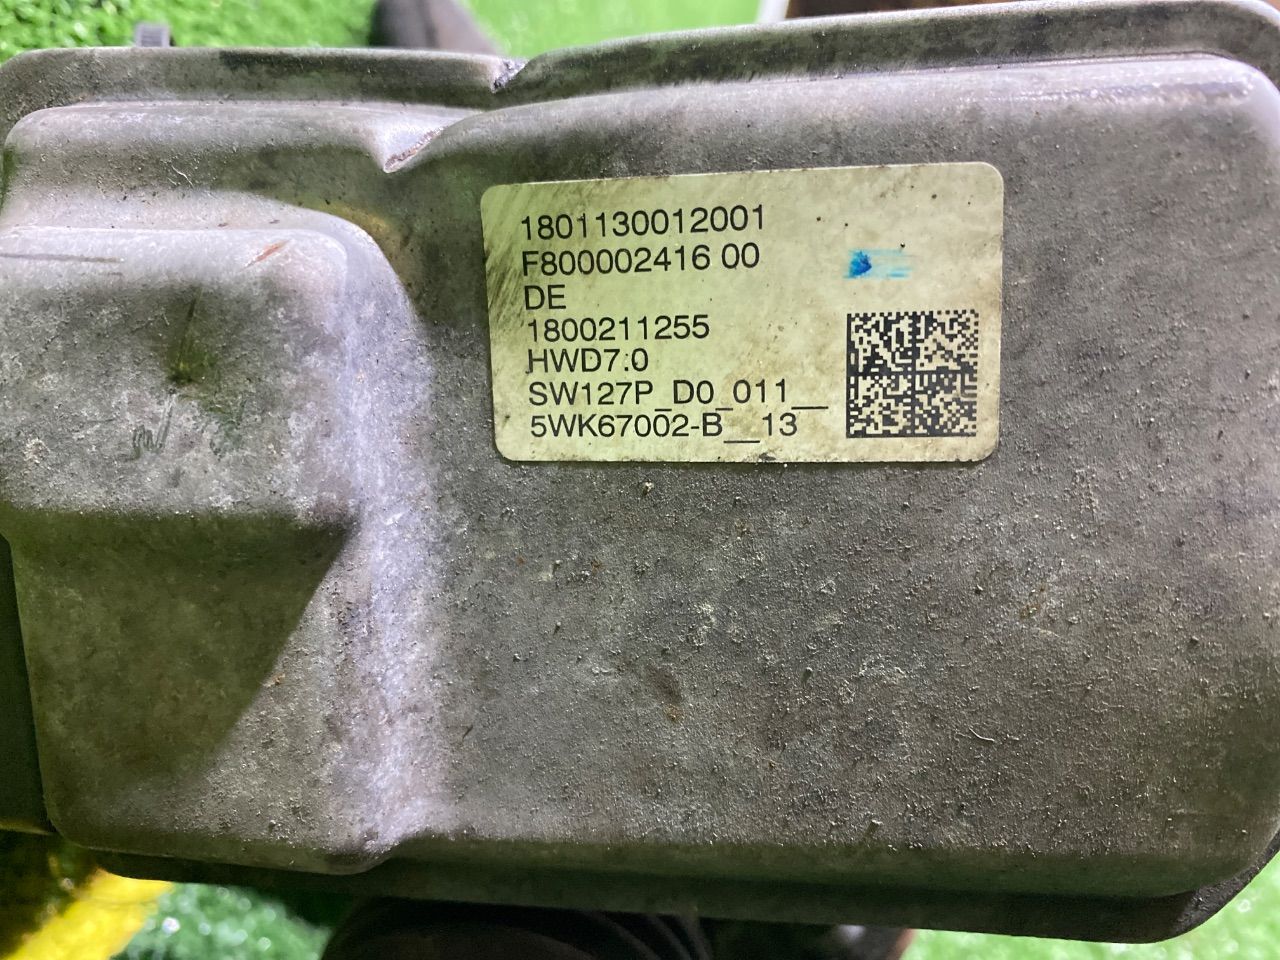 1801130012001
F800002416 00
DE
1800211255
HWD7.0
SW127P_D0_011__
5WK67002-B__13